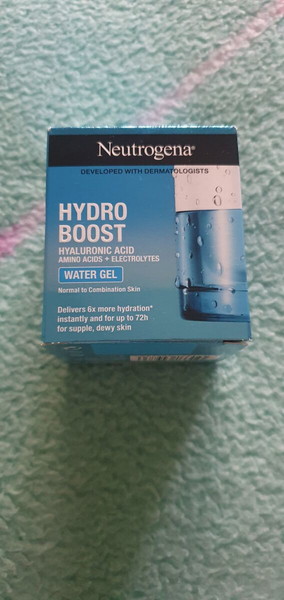 Neutrogena®
DEVELOPED WITH DERMATOLOGISTS
HYDRO
BOOST
HYALURONIC ACID
AMINO ACIDS + ELECTROLYTES
WATER GEL
Normal to Combination Skin
Delivers 6x more hydration*
instantly and for up to 72h
for supple, dewy skin